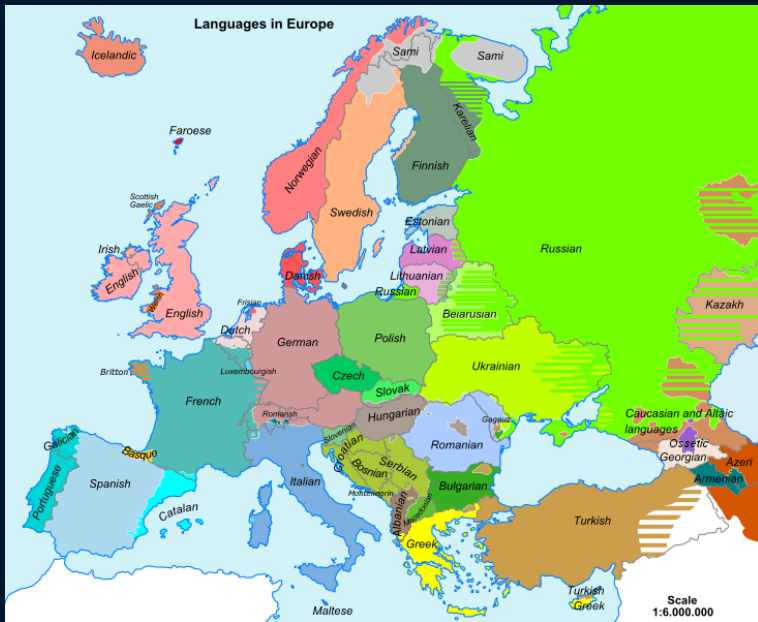 Languages in Europe
Icelandic
Sami
Sami
Faroese
Norwegian
Karelian
Finnish
Scottish
Gaelic
Swedish
Estonian
Irish
English
Latvian
Russian
Danish
Lithuanian
Russian
Welsh
English
Frisian
Dutch
Belarusian
Kazakh
German
Polish
Britton
Luxembourgish
Czech
Ukrainian
French
Slovak
Romansh
Hungarian
Gagauz
Caucasian and Altaic
languages
Galician
Basque
Slovenian
Croatian
Romanian
Ossetic
Georgian
Azeri
Portuguese
Spanish
Italian
Bosnian
Serbian
Bulgarian
Armenian
Catalan
Montenegrin
Albanian
Macedonian
Turkish
Greek
Turkish
Greek
Maltese
Scale
1:6.000.000